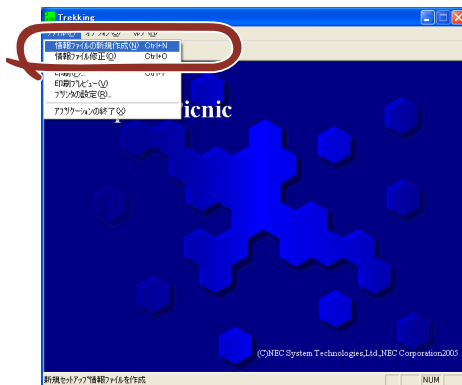 Trekking
情報ファイルの新規作成(N) Ctrl+N
情報ファイル修正(O) Ctrl+O
印刷プレビュー(V)
プリンタの設定(R)...
アプリケーションの終了(X)
icnic
(C)NEC System Technologies,Ltd.,NEC Corporation2005
新規セットアップ情報ファイルを作成
NUM